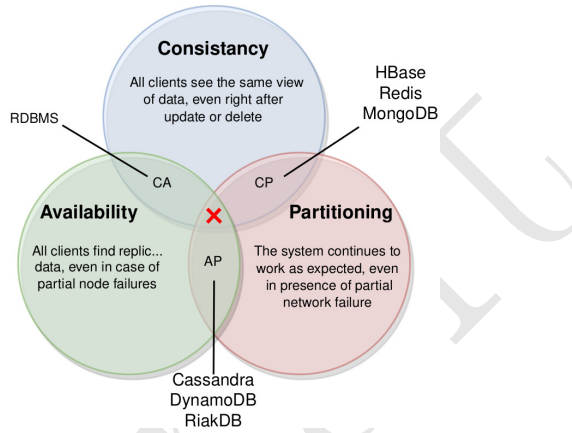 Consistancy
All clients see the same view
of data, even right after
update or delete
HBase
Redis
MongoDB
RDBMS
CA
CP
Availability
All clients find replic...
data, even in case of
partial node failures
Partitioning
The system continues to
work as expected, even
in presence of partial
network failure
AP
Cassandra
DynamoDB
RiakDB